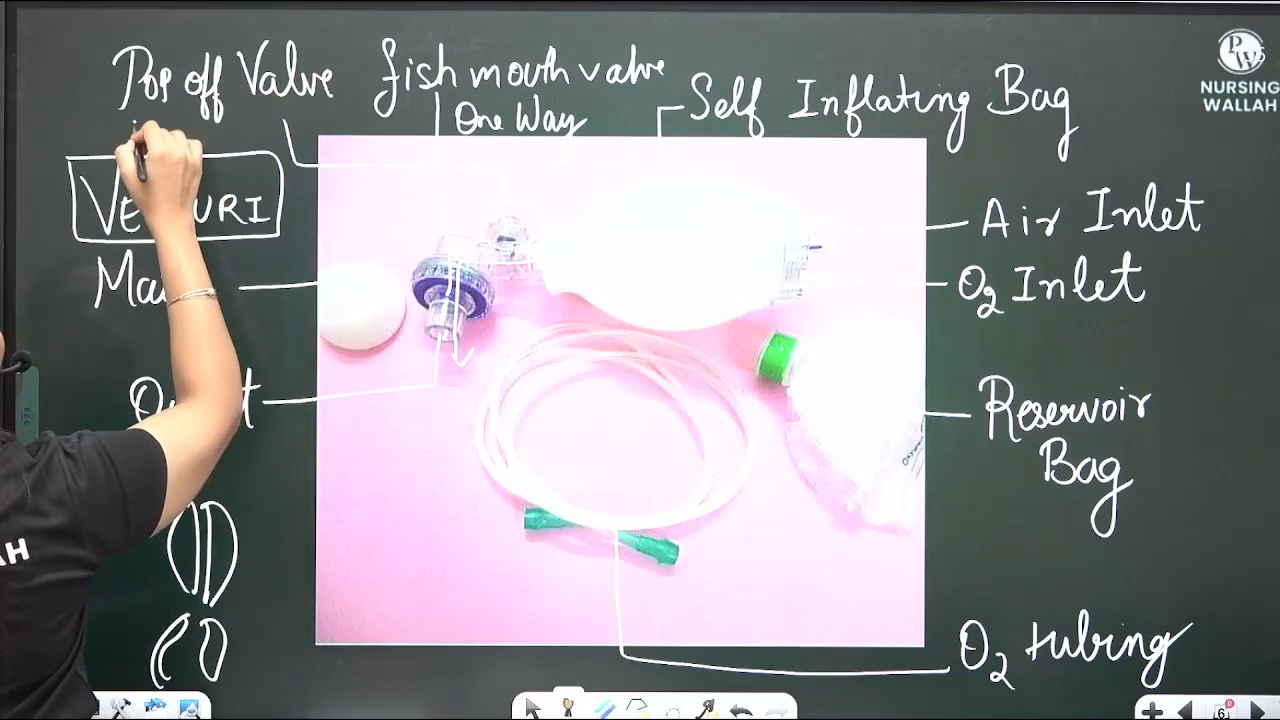 Pop off Valve
fish mouth valve
One Way
Self Inflating Bag
PW
NURSING
WALLAH
Air Inlet
O2 Inlet
Reservoir
Bag
O2 tubing